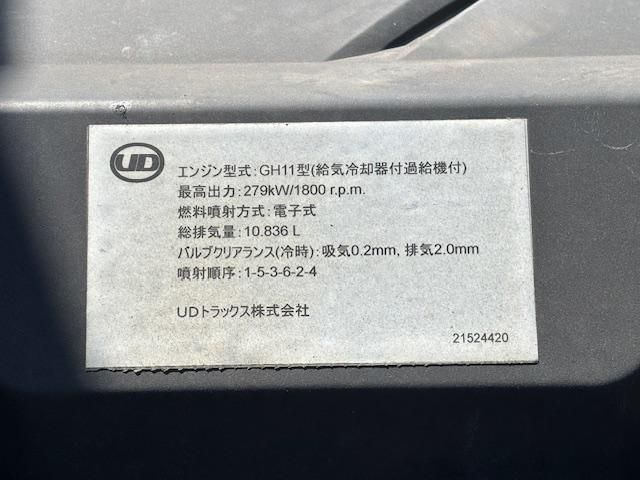 UD
エンジン型式:GH11型(給気冷却器付過給機付)
最高出力:279kW/1800 r.p.m.
燃料噴射方式:電子式
総排気量:10.836 L
バルブクリアランス(冷時):吸気0.2mm, 排気2.0mm
噴射順序:1-5-3-6-2-4
UDトラックス株式会社
21524420